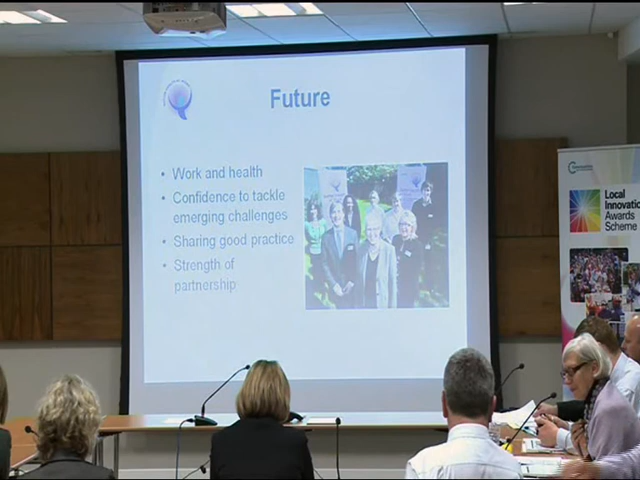 Future
• Work and health
• Confidence to tackle
emerging challenges
• Sharing good practice
• Strength of
partnership
Local
Innovation
Awards
Scheme